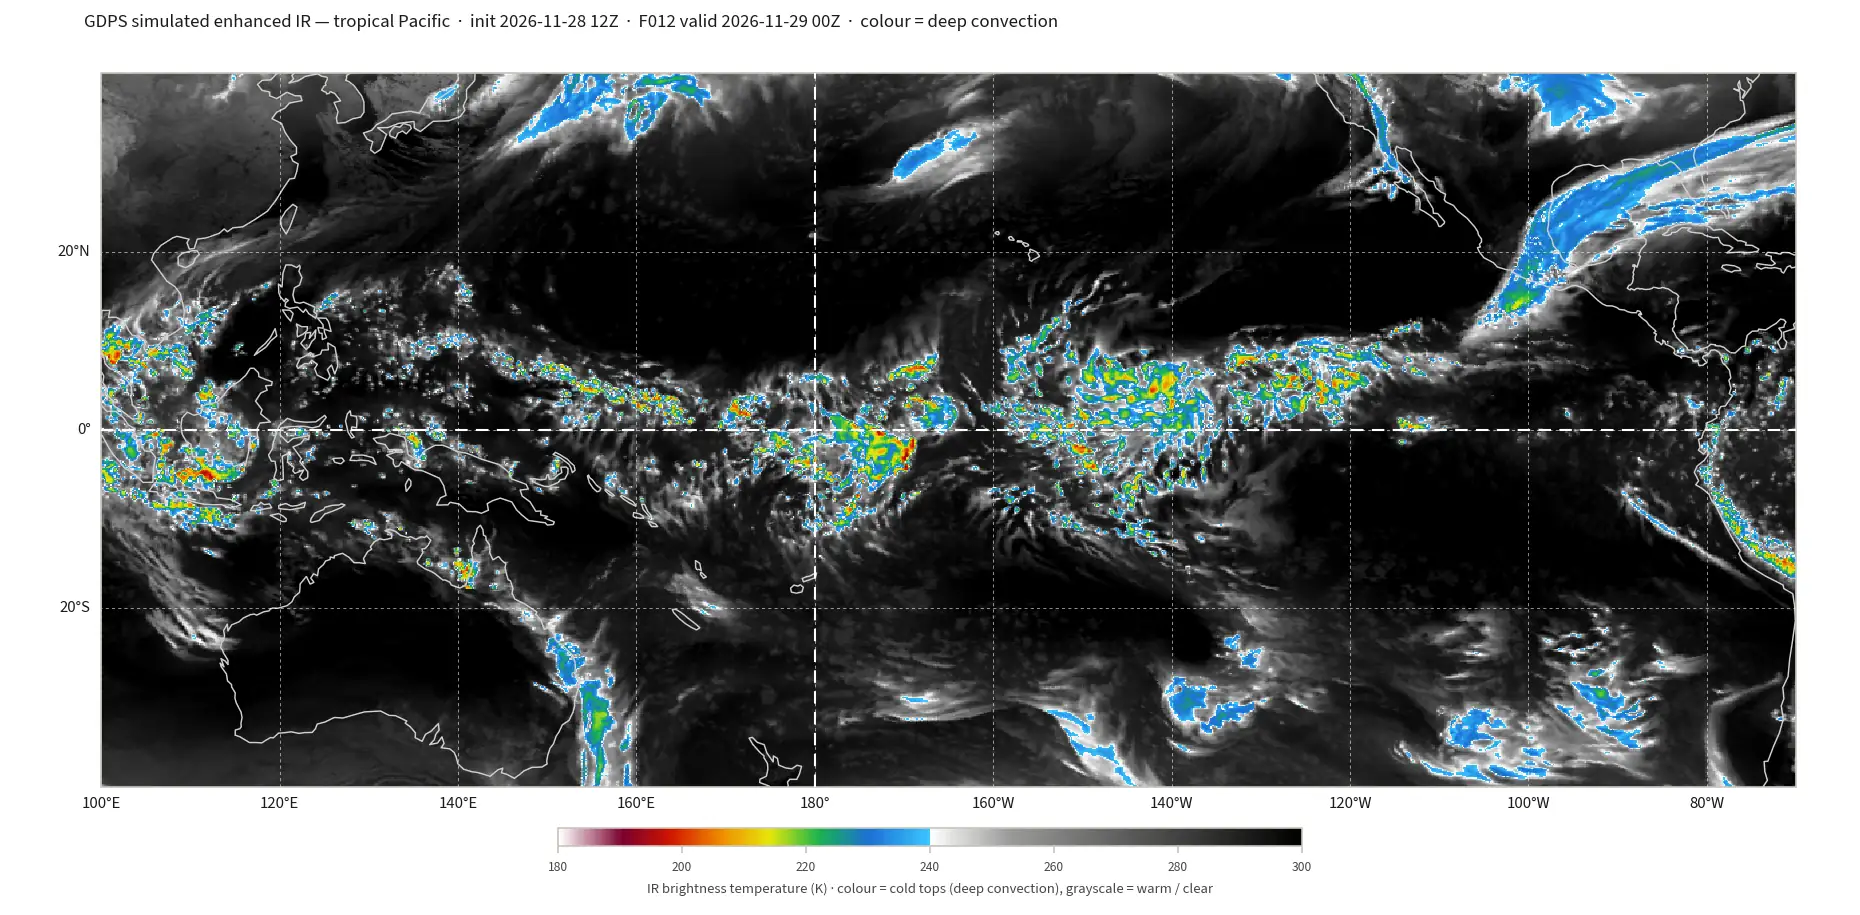 GDPS simulated enhanced IR — tropical Pacific · init 2026-11-28 12Z · F012 valid 2026-11-29 00Z · colour = deep convection
20°N
0°
20°S
100°E 120°E 140°E 160°E 180° 160°W 140°W 120°W 100°W 80°W
180 200 220 240 260 280 300
IR brightness temperature (K) · colour = cold tops (deep convection), grayscale = warm / clear